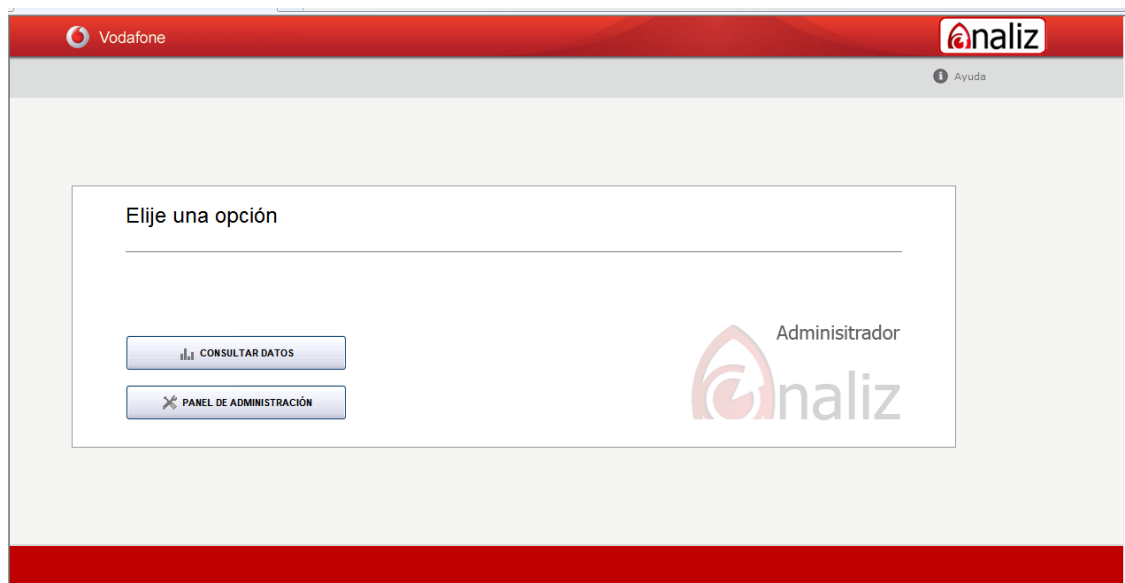 Vodafone
analiz
Ayuda
Elije una opción
Adminisitrador
analiz
CONSULTAR DATOS
PANEL DE ADMINISTRACIÓN